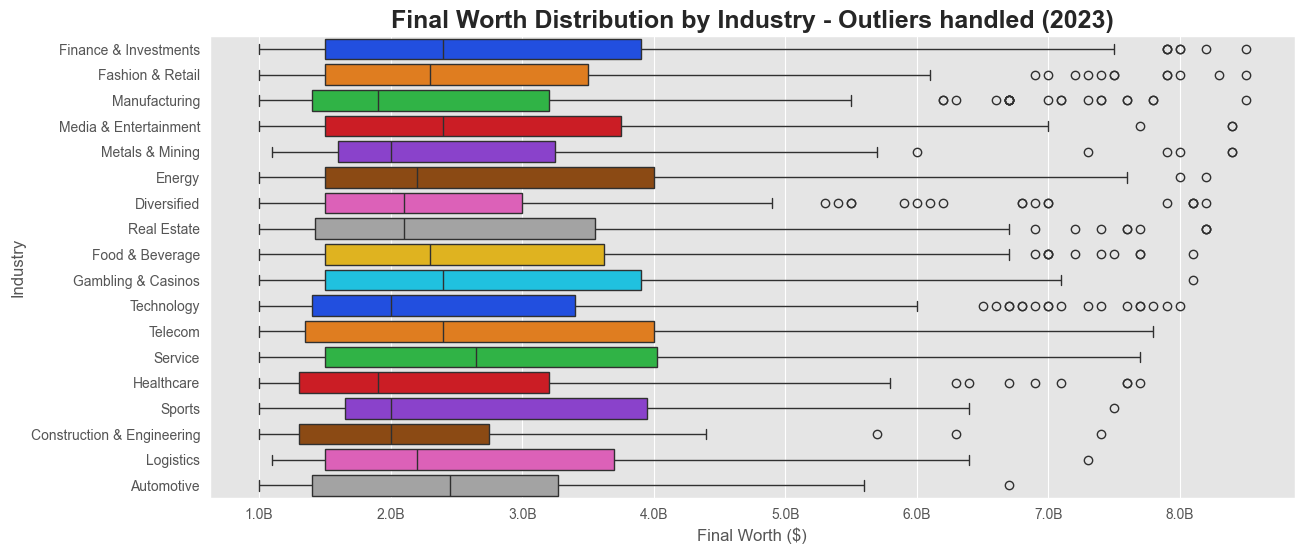 Final Worth Distribution by Industry - Outliers handled (2023)
Industry
Finance & Investments
Fashion & Retail
Manufacturing
Media & Entertainment
Metals & Mining
Energy
Diversified
Real Estate
Food & Beverage
Gambling & Casinos
Technology
Telecom
Service
Healthcare
Sports
Construction & Engineering
Logistics
Automotive
1.0B 2.0B 3.0B 4.0B 5.0B 6.0B 7.0B 8.0B
Final Worth ($)